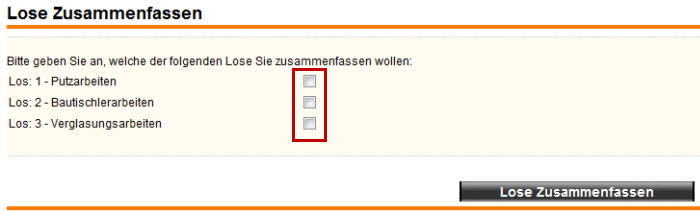 Lose Zusammenfassen
Bitte geben Sie an, welche der folgenden Lose Sie zusammenfassen wollen:
Los: 1 - Putzarbeiten
Los: 2 - Bautischlerarbeiten
Los: 3 - Verglasungsarbeiten
Lose Zusammenfassen